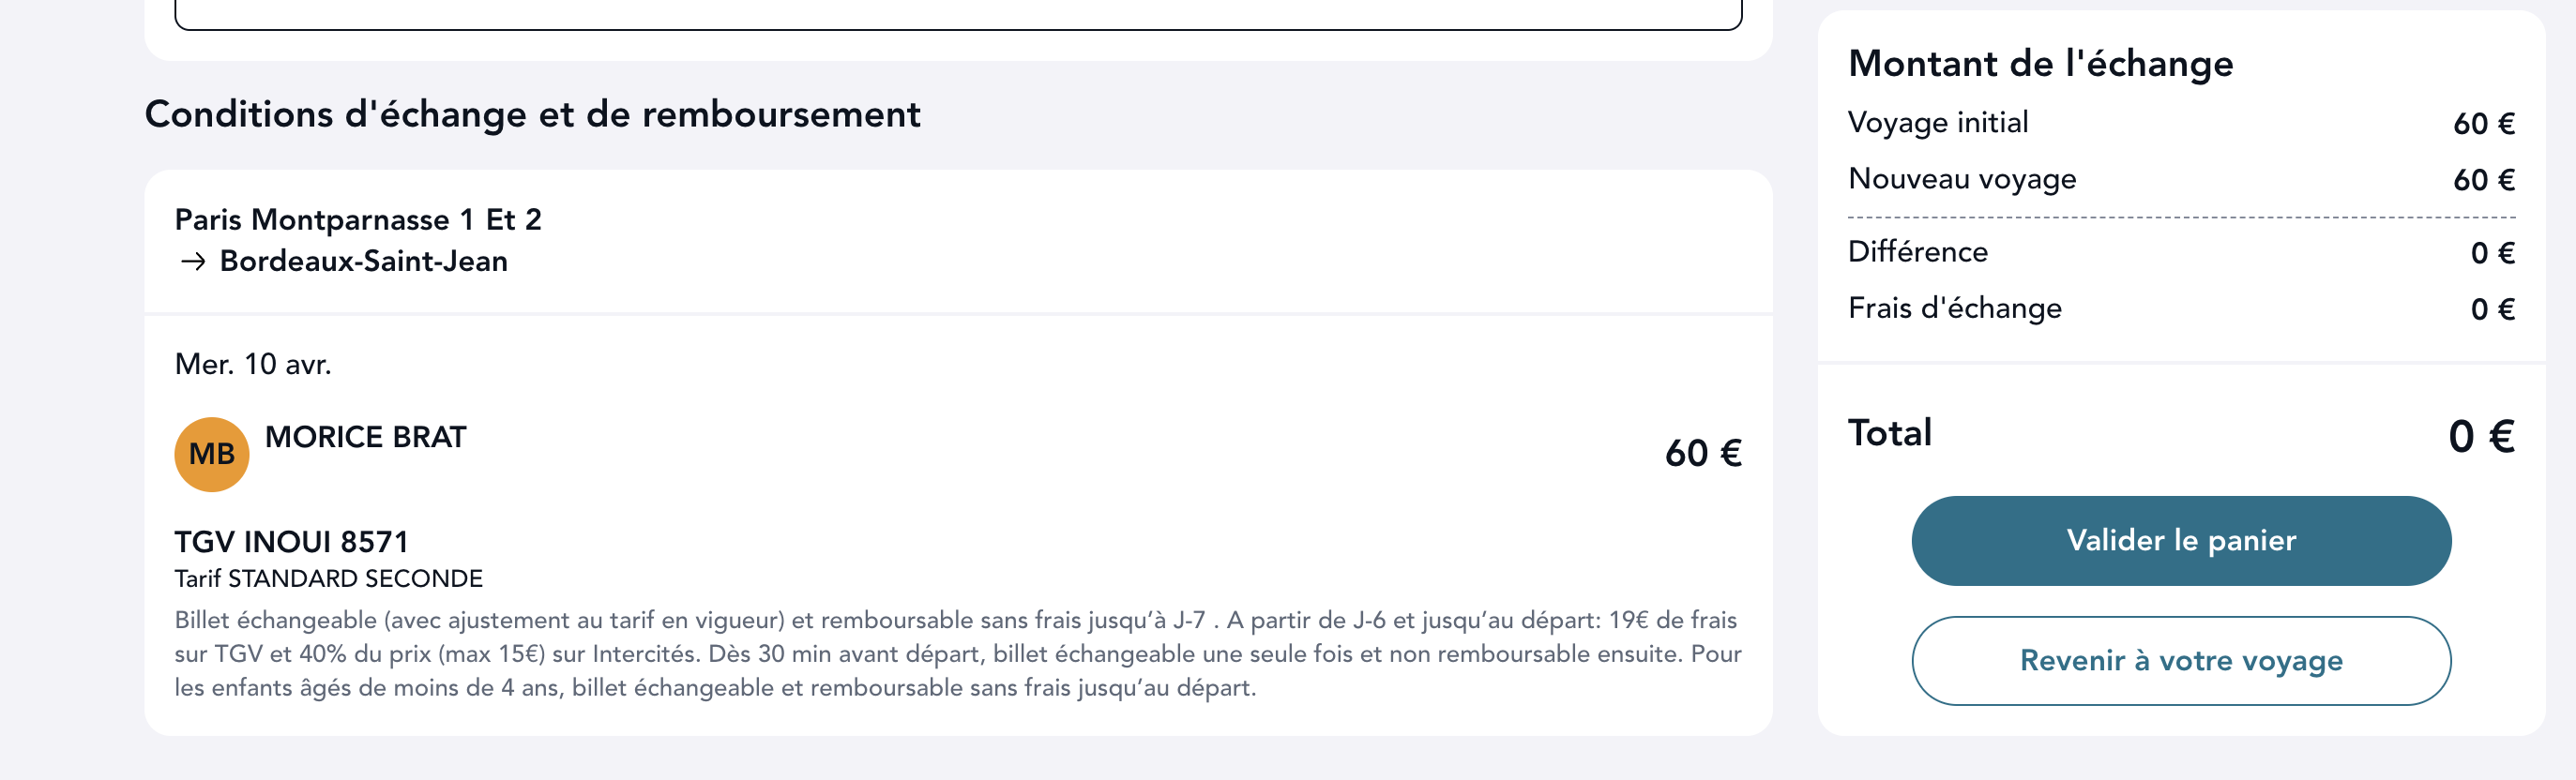 Conditions d'échange et de remboursement
Paris Montparnasse 1 Et 2
→ Bordeaux-Saint-Jean
Mer. 10 avr.
MB
MORICE BRAT
60 €
TGV INOUI 8571
Tarif STANDARD SECONDE
Billet échangeable (avec ajustement au tarif en vigueur) et remboursable sans frais jusqu’à J-7 . A partir de J-6 et jusqu’au départ: 19€ de frais
sur TGV et 40% du prix (max 15€) sur Intercités. Dès 30 min avant départ, billet échangeable une seule fois et non remboursable ensuite. Pour
les enfants âgés de moins de 4 ans, billet échangeable et remboursable sans frais jusqu’au départ.
Montant de l'échange
Voyage initial 60 €
Nouveau voyage 60 €
Différence 0 €
Frais d'échange 0 €
Total 0 €
Valider le panier
Revenir à votre voyage